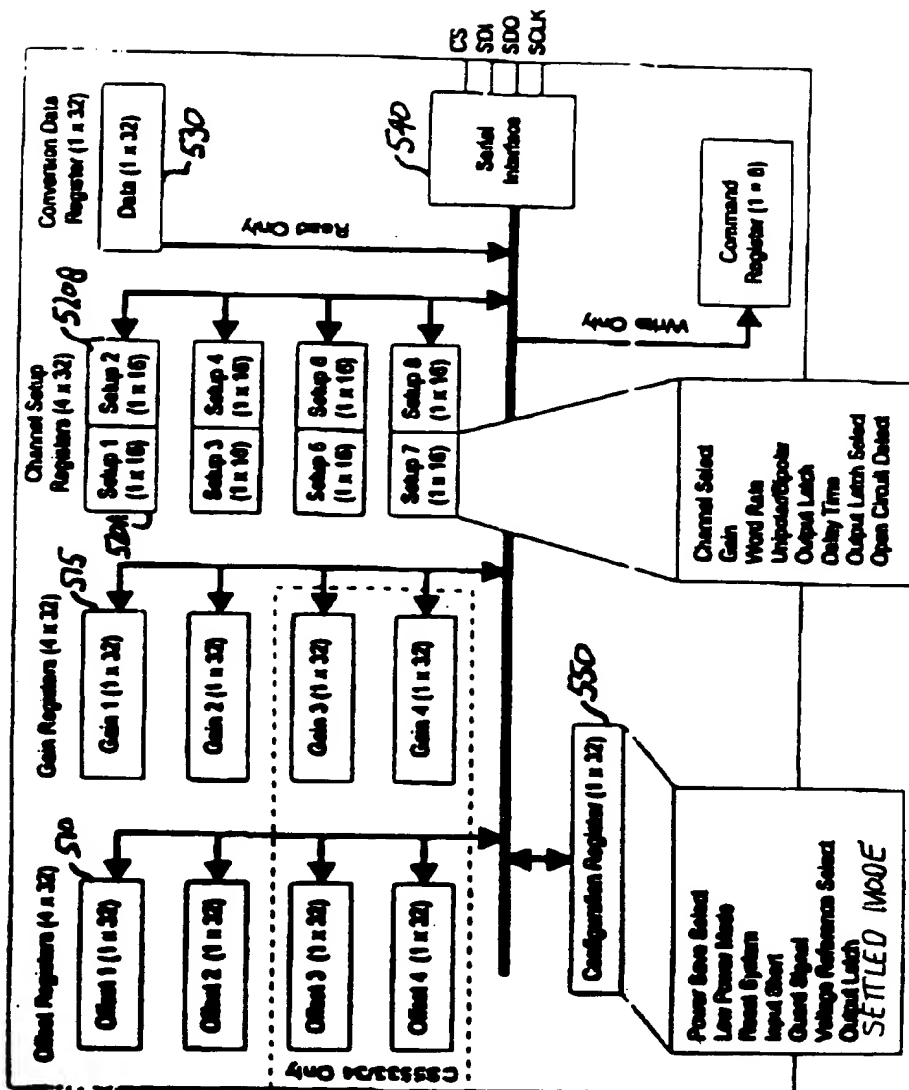 Offset Registers (4 x 32)
510
Offset 1 (1 x 32)
Offset 2 (1 x 32)
Offset 3 (1 x 32)
Offset 4 (1 x 32)
CS5533/34 Only
Gain Registers (4 x 32)
515
Gain 1 (1 x 32)
Gain 2 (1 x 32)
Gain 3 (1 x 32)
Gain 4 (1 x 32)
Channel Setup
Registers (4 x 32)
520A
520B
Setup 1
(1 x 16)
Setup 2
(1 x 16)
Setup 3
(1 x 16)
Setup 4
(1 x 16)
Setup 5
(1 x 16)
Setup 6
(1 x 16)
Setup 7
(1 x 16)
Setup 8
(1 x 16)
Conversion Data
Register (1 x 32)
Data (1 x 32)
530
Read Only
540
Serial
Interface
CS
SDI
SDO
SCLK
Write Only
Command
Register (1 × 8)
550
Configuration Register (1 x 32)
Power Save Select
Low Power Mode
Reset System
Input Short
Guard Signal
Voltage Reference Select
Output Latch
SETTLED MODE
Channel Select
Gain
Word Rate
Unipolar/Bipolar
Output Latch
Delay Time
Output Latch Select
Open Circuit Detect